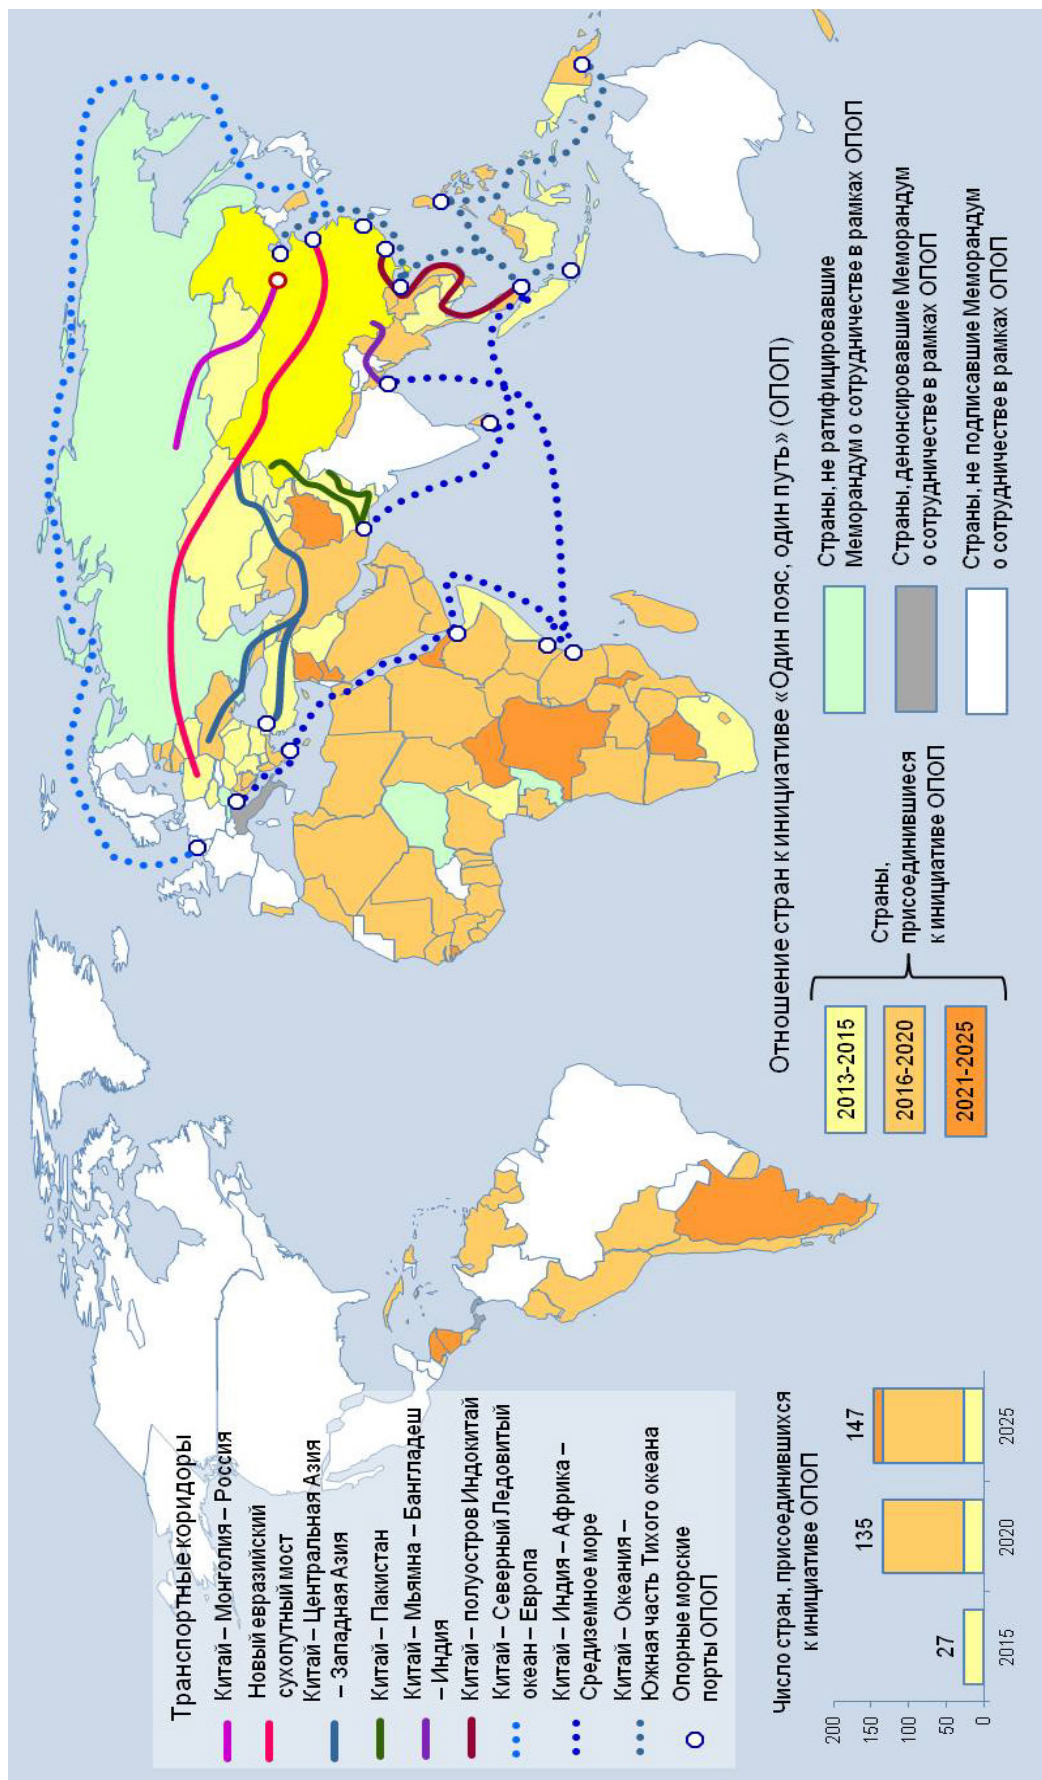 Транспортные коридоры
Китай – Монголия – Россия
Новый евразийский
сухопутный мост
Китай – Центральная Азия
– Западная Азия
Китай – Пакистан
Китай – Мьямна – Бангладеш
– Индия
Китай – полуостров Индокитай
Китай – Северный Ледовитый
океан – Европа
Китай – Индия – Африка –
Средиземное море
Китай – Океания –
Южная часть Тихого океана
Опорные морские
порты ОПОП
Число стран, присоединившихся
к инициативе ОПОП
200
150
100
50
0
27
135
147
2015
2020
2025
Отношение стран к инициативе «Один пояс, один путь» (ОПОП)
2013-2015
2016-2020
2021-2025
Страны,
присоединившиеся
к инициативе ОПОП
Страны, не ратифицировавшие
Меморандум о сотрудничестве в рамках ОПОП
Страны, денонсировавшие Меморандум
о сотрудничестве в рамках ОПОП
Страны, не подписавшие Меморандум
о сотрудничестве в рамках ОПОП